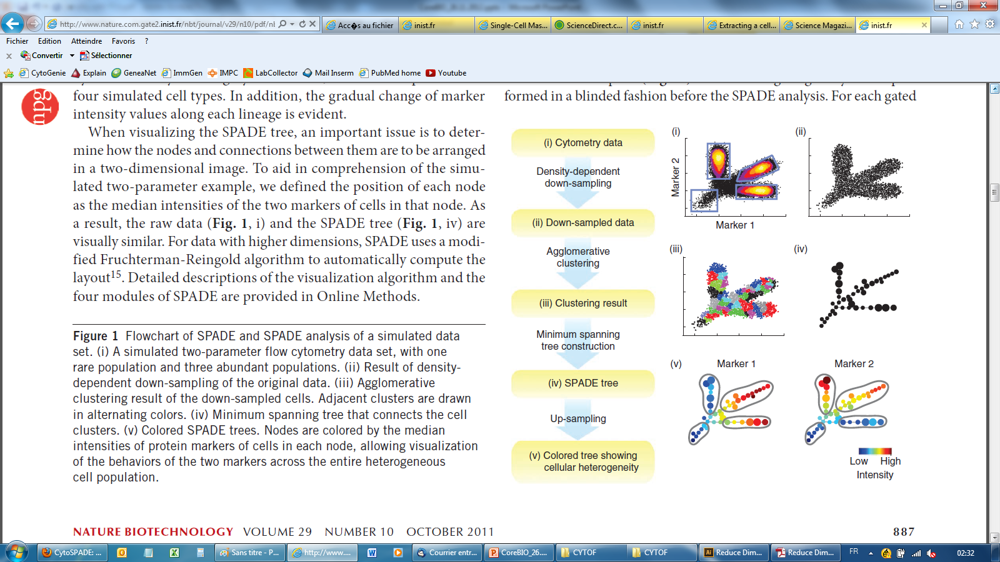 CoreBIO_26.0_2012.pptx - Microsoft PowerPoint
http://www.nature.com.gate2.inist.fr/nbt/journal/v29/n10/pdf/nl
Acc�s au fichier
inist.fr
Single-Cell Mas...
ScienceDirect.c...
inist.fr
Extracting a cell...
Science Magazi...
inist.fr
Fichier Edition Atteindre Favoris ?
x Convertir Sélectionner
CytoGenie Explain GeneaNet ImmGen IMPC LabCollector Mail Inserm PubMed home Youtube
npg
four simulated cell types. In addition, the gradual change of marker
intensity values along each lineage is evident.
When visualizing the SPADE tree, an important issue is to deter-
mine how the nodes and connections between them are to be arranged
in a two-dimensional image. To aid in comprehension of the simu-
lated two-parameter example, we defined the position of each node
as the median intensities of the two markers of cells in that node. As
a result, the raw data (Fig. 1, i) and the SPADE tree (Fig. 1, iv) are
visually similar. For data with higher dimensions, SPADE uses a modi-
fied Fruchterman-Reingold algorithm to automatically compute the
layout15. Detailed descriptions of the visualization algorithm and the
four modules of SPADE are provided in Online Methods.
Figure 1 Flowchart of SPADE and SPADE analysis of a simulated data
set. (i) A simulated two-parameter flow cytometry data set, with one
rare population and three abundant populations. (ii) Result of density-
dependent down-sampling of the original data. (iii) Agglomerative
clustering result of the down-sampled cells. Adjacent clusters are drawn
in alternating colors. (iv) Minimum spanning tree that connects the cell
clusters. (v) Colored SPADE trees. Nodes are colored by the median
intensities of protein markers of cells in each node, allowing visualization
of the behaviors of the two markers across the entire heterogeneous
cell population.
formed in a blinded fashion before the SPADE analysis. For each gated
(i) Cytometry data
Density-dependent
down-sampling
(ii) Down-sampled data
Agglomerative
clustering
(iii) Clustering result
Minimum spanning
tree construction
(iv) SPADE tree
Up-sampling
(v) Colored tree showing
cellular heterogeneity
(i)
Marker 2
Marker 1
(ii)
(iii)
(iv)
(v)
Marker 1
Marker 2
Low High
Intensity
NATURE BIOTECHNOLOGY VOLUME 29 NUMBER 10 OCTOBER 2011
887
CytoSPADE: ...
Sans titre - P...
http://www....
Courrier entr...
CoreBIO_26....
CYTOF
CYTOF
Reduce Dim...
Reduce Dim...
FR
02:32